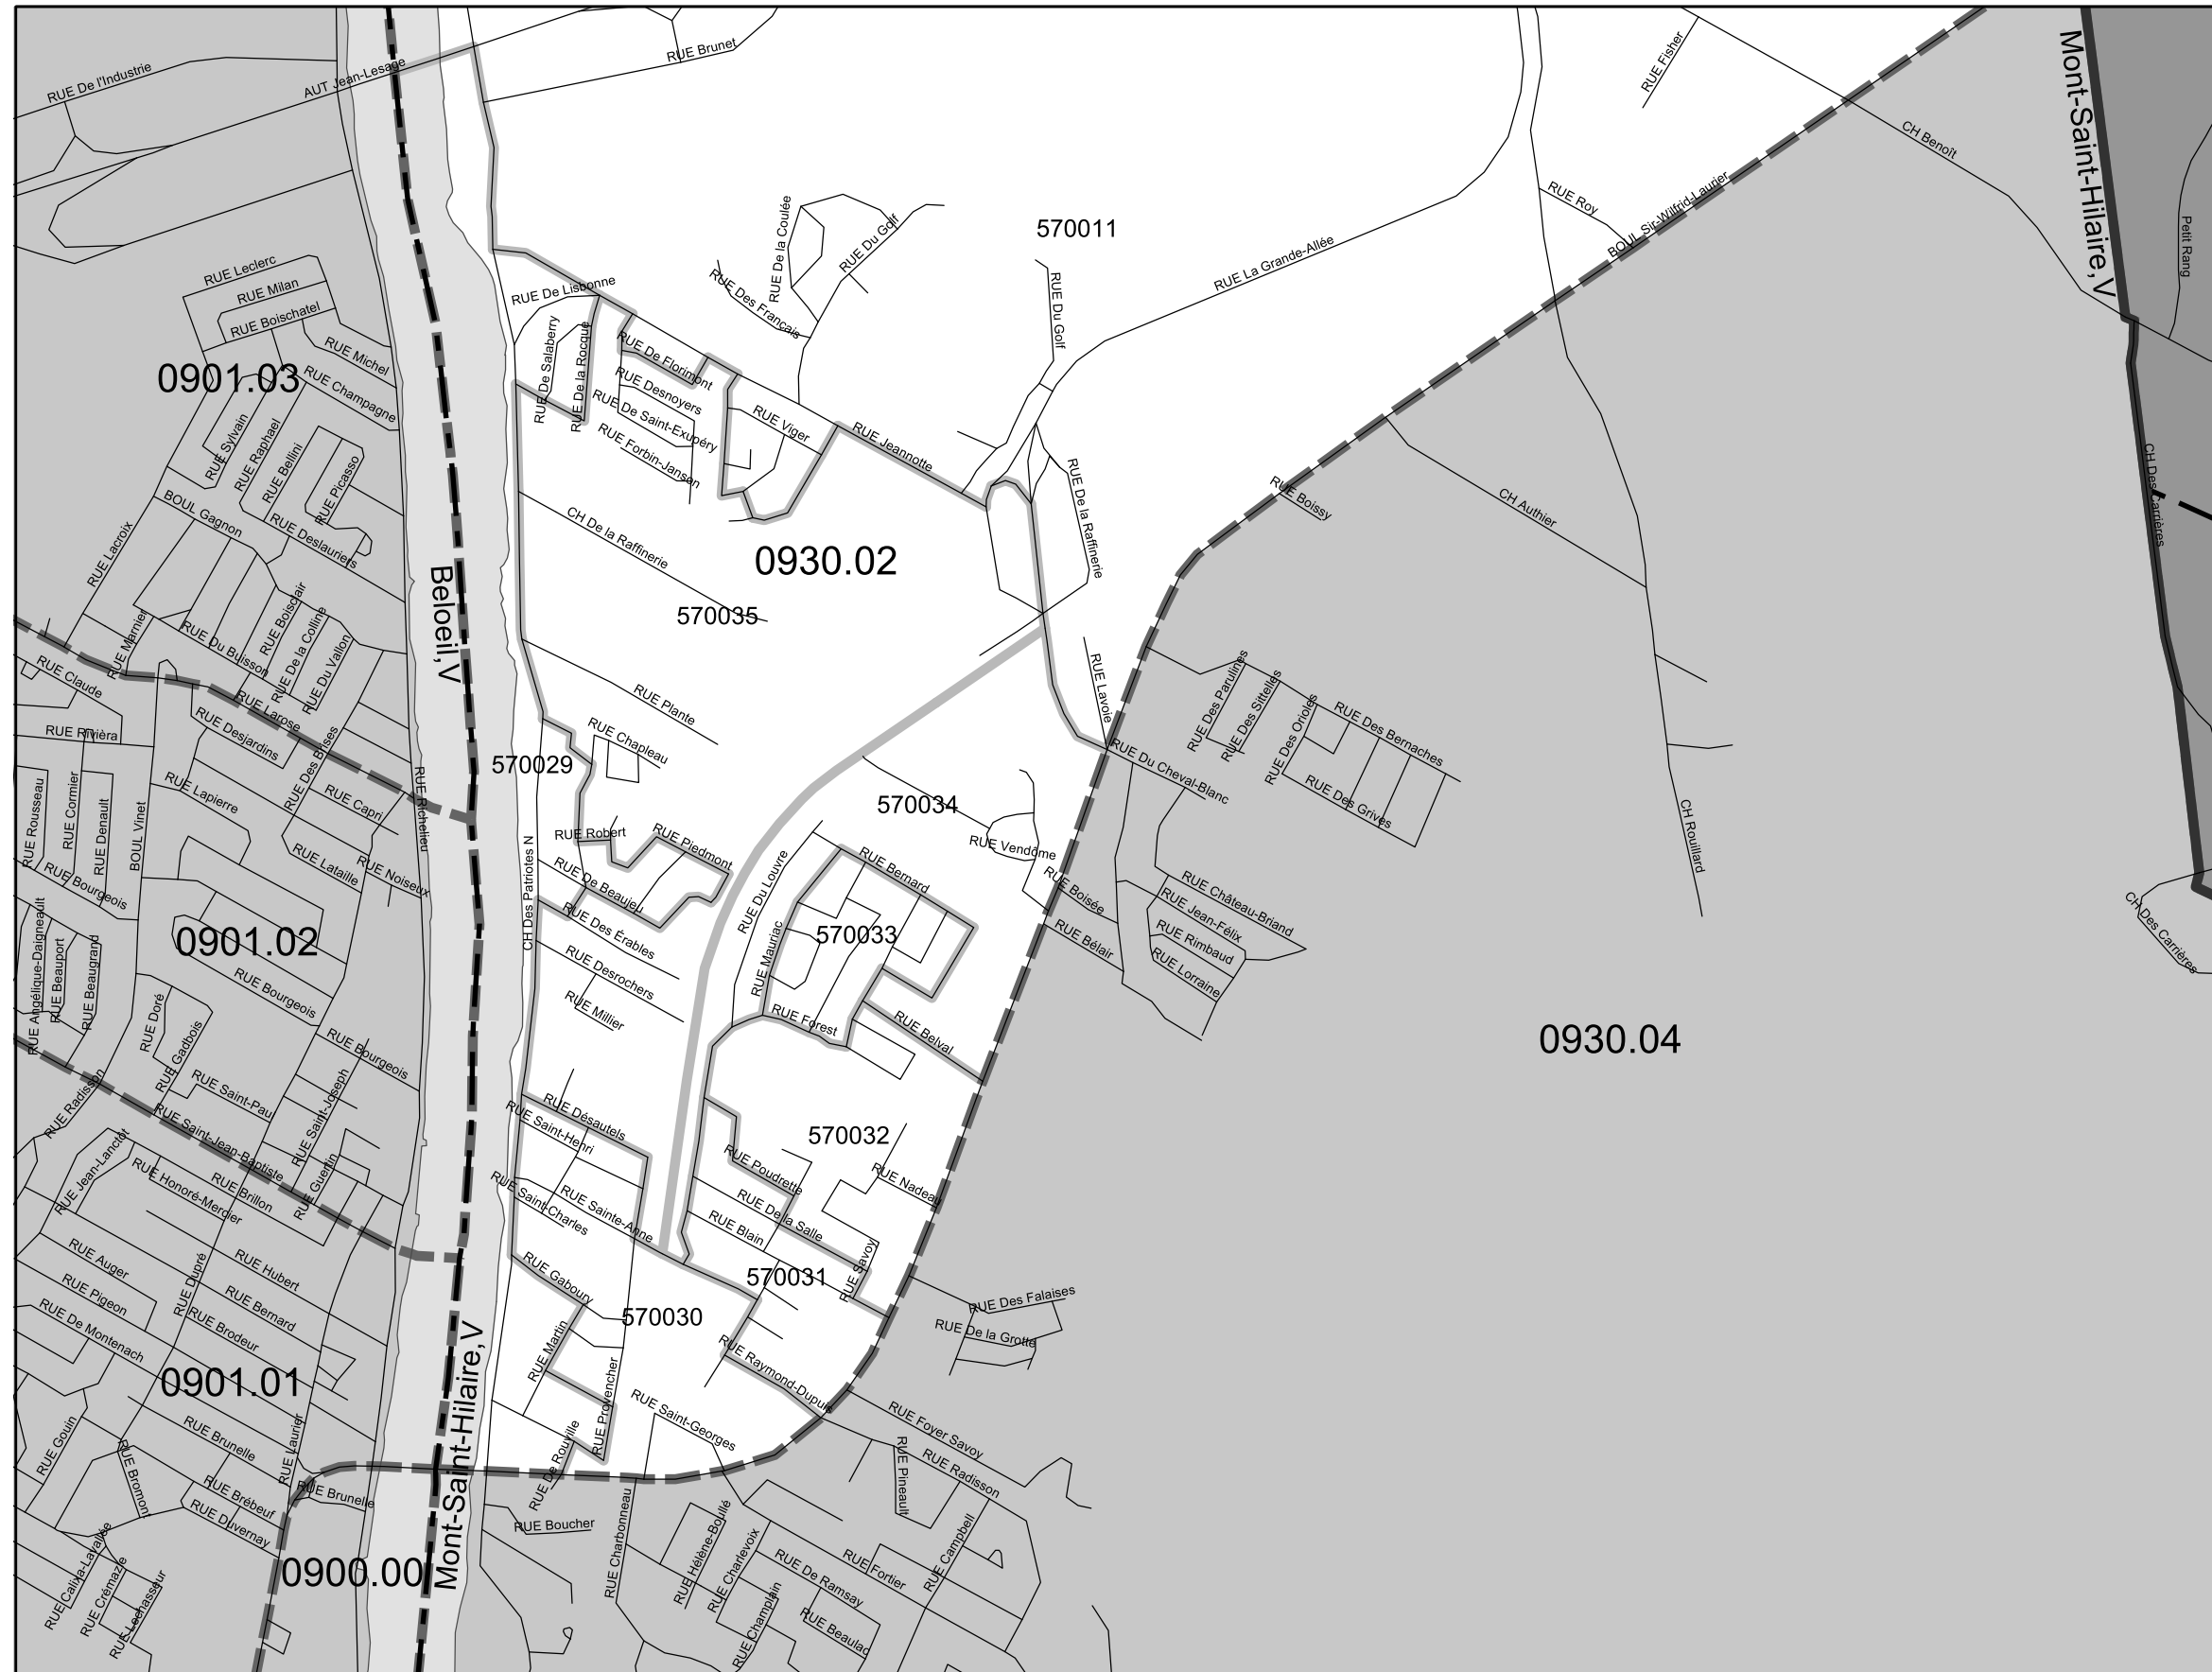 RUE De l'Industrie
AUT Jean-Lesage
RUE Brunet
RUE Fisher
Mont-Saint-Hilaire,V
CH Benoît
Petit Rang
RUE Leclerc
RUE Milan
RUE Boischatel
RUE Michel
RUE Champagne
0901.03
RUE De Lisbonne
RUE De Salaberry
RUE De la Rocque
RUE De Florimont
RUE Desnoyers
RUE De Saint-Exupéry
RUE Forbin-Janson
RUE Viger
RUE Jeannotte
RUE Des Français
RUE De la Coulée
RUE Du Golf
570011
RUE Du Golf
RUE La Grande-Allée
RUE Roy
BOUL Sir-Wilfrid-Laurier
RUE Sylvain
RUE Raphael
RUE Bellini
RUE Picasso
BOUL Gagnon
RUE Deslauriers
RUE Lacroix
CH De la Raffinerie
0930.02
570035
RUE De la Raffinerie
RUE Boissy
CH Authier
CH Des Carrières
Beloeil,V
RUE Marnier
RUE Du Buisson
RUE Boisclair
RUE De la Colline
RUE Du Vallon
RUE Claude
RUE Larose
RUE Desjardins
RUE Des Brises
RUE Rivièra
RUE Lapierre
RUE Capri
RUE Richelieu
RUE Rousseau
RUE Cormier
RUE Denault
BOUL Vinet
RUE Bourgeois
RUE Lataille
RUE Noiseux
RUE Plante
RUE Chapleau
570029
RUE Lavoie
RUE Du Cheval-Blanc
RUE Des Parulines
RUE Des Sittelles
RUE Des Orioles
RUE Des Bernaches
RUE Des Grives
CH Rouillard
570034
RUE Vendôme
RUE Robert
RUE Piedmont
RUE De Beaujeu
RUE Des Érables
RUE Desrochers
RUE Millier
CH Des Patriotes N
RUE Du Louvre
RUE Bernard
RUE Mauriac
570033
RUE Forest
RUE Belval
RUE Boisée
RUE Bélair
RUE Château-Briand
RUE Jean-Félix
RUE Rimbaud
RUE Lorraine
CH Des Carrières
0930.04
RUE Angélique-Daigneault
RUE Beauport
RUE Beaugrand
0901.02
RUE Bourgeois
RUE Doré
RUE Gadbois
RUE Bourgeois
RUE Radisson
RUE Saint-Pau
RUE Saint-Joseph
RUE Saint-Jean-Baptiste
RUE Guertin
RUE Jean-Lanctôt
RUE Honoré-Mercier
RUE Brillon
RUE Désautels
RUE Saint-Henri
RUE Saint-Charles
RUE Sainte-Anne
570032
RUE Poudrette
RUE Nadeau
RUE De la Salle
RUE Blain
RUE Savoy
570031
RUE Gaboury
570030
RUE Martin
RUE Provencher
RUE Raymond-Dupuis
RUE Saint-Georges
RUE De Rouville
RUE Des Falaises
RUE De la Grotte
RUE Auger
RUE Pigeon
RUE De Montenach
RUE Dupré
RUE Hubert
RUE Bernard
RUE Brodeur
0901.01
RUE Gouin
RUE Bromont
RUE Brunelle
RUE Laurier
RUE Brébeuf
RUE Duvernay
RUE Brunelle
RUE Calixa-Lavallée
RUE Crémazie
RUE Lechasseur
0900.00
Mont-Saint-Hilaire,V
RUE Boucher
RUE Charbonneau
RUE Hélène-Boullé
RUE Charlevoix
RUE Champlain
RUE De Ramsay
RUE Beaulac
RUE Fortier
RUE Campbell
RUE Pineault
RUE Radisson
RUE Foyer Savoy